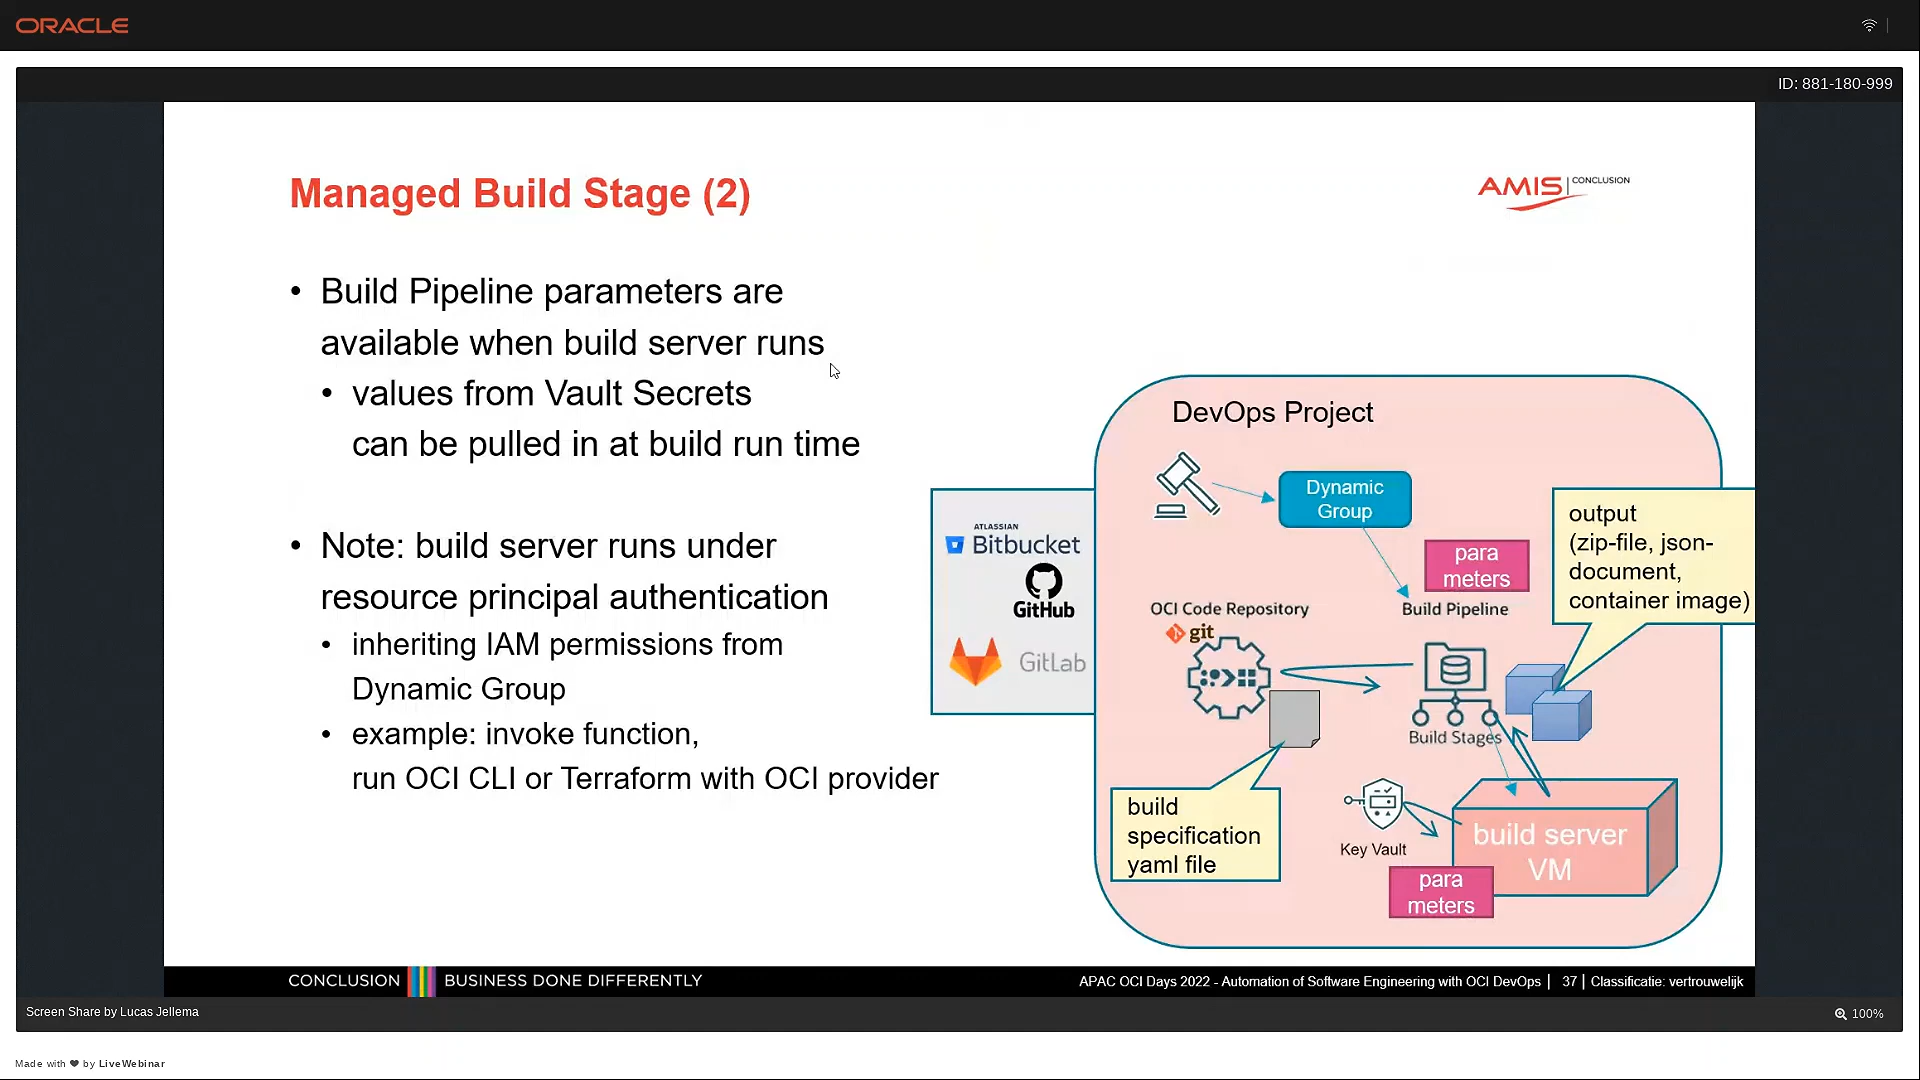 ORACLE
ID: 881-180-999
Managed Build Stage (2)
AMIS | CONCLUSION
• Build Pipeline parameters are
available when build server runs
• values from Vault Secrets
can be pulled in at build run time
• Note: build server runs under
resource principal authentication
• inheriting IAM permissions from
Dynamic Group
• example: invoke function,
run OCI CLI or Terraform with OCI provider
ATLASSIAN
Bitbucket
GitHub
GitLab
DevOps Project
Dynamic
Group
para
meters
output
(zip-file, json-
document,
container image)
OCI Code Repository
git
Build Pipeline
Build Stages
build
specification
yaml file
Key Vault
build server
VM
para
meters
CONCLUSION BUSINESS DONE DIFFERENTLY
APAC OCI Days 2022 - Automation of Software Engineering with OCI DevOps | 37 | Classificatie: vertrouwelijk
Screen Share by Lucas Jellema
100%
Made with ❤ by LiveWebinar